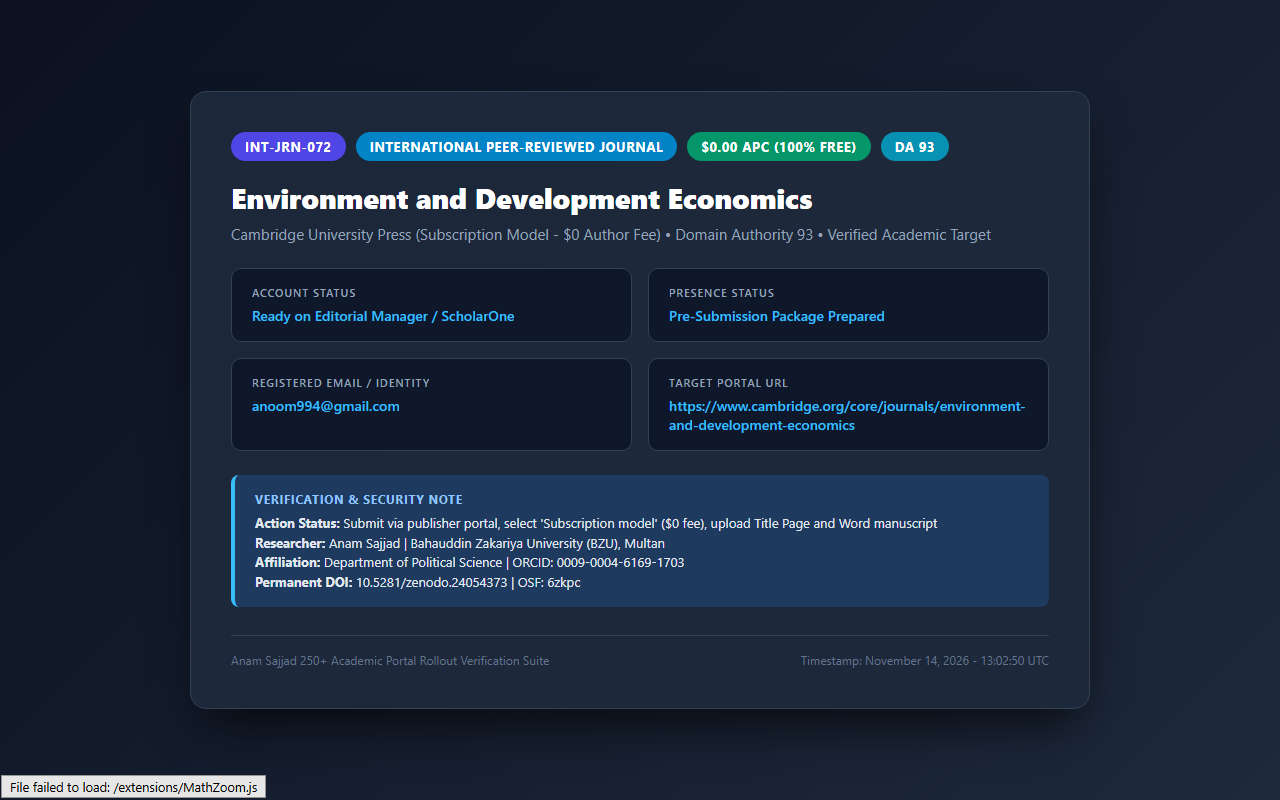 INT-JRN-072
INTERNATIONAL PEER-REVIEWED JOURNAL
$0.00 APC (100% FREE)
DA 93
Environment and Development Economics
Cambridge University Press (Subscription Model - $0 Author Fee) • Domain Authority 93 • Verified Academic Target
ACCOUNT STATUS
Ready on Editorial Manager / ScholarOne
PRESENCE STATUS
Pre-Submission Package Prepared
REGISTERED EMAIL / IDENTITY
anoom994@gmail.com
TARGET PORTAL URL
https://www.cambridge.org/core/journals/environment-
and-development-economics
VERIFICATION & SECURITY NOTE
Action Status: Submit via publisher portal, select 'Subscription model' ($0 fee), upload Title Page and Word manuscript
Researcher: Anam Sajjad | Bahauddin Zakariya University (BZU), Multan
Affiliation: Department of Political Science | ORCID: 0009-0004-6169-1703
Permanent DOI: 10.5281/zenodo.24054373 | OSF: 6zkpc
Anam Sajjad 250+ Academic Portal Rollout Verification Suite
Timestamp: November 14, 2026 - 13:02:50 UTC
File failed to load: /extensions/MathZoom.js